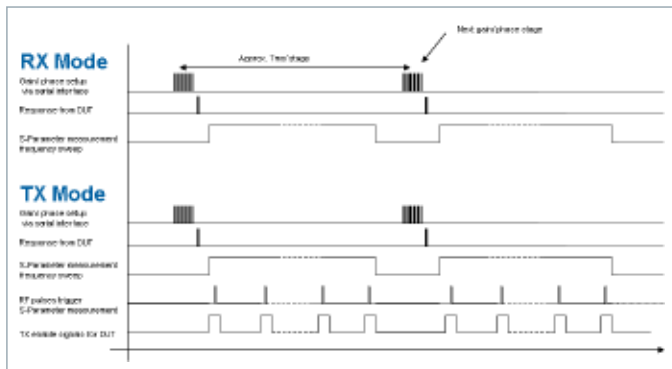 Next gain/phase stage
RX Mode
Approx. 7ms/stage
Gain/ phase setup
via serial interface
Response from DUT
S-Parameter measurement
frequency sweep
TX Mode
Gain/ phase setup
via serial interface
Response from DUT
S-Parameter measurement
frequency sweep
RF pulses trigger
S-Parameter measurement
TX enable signals for DUT